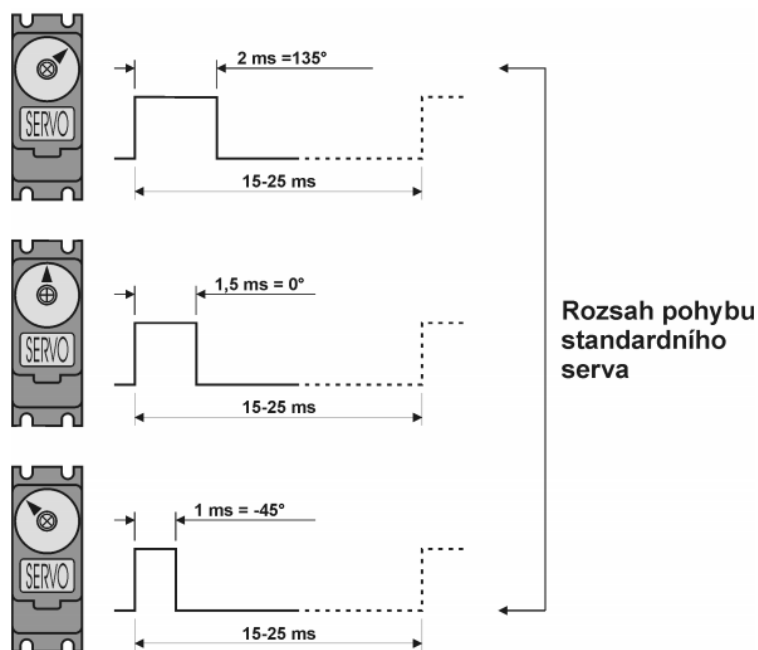 2 ms =135°
SERVO
15-25 ms
1,5 ms = 0°
SERVO
15-25 ms
Rozsah pohybu
standardního
serva
1 ms = -45°
SERVO
15-25 ms